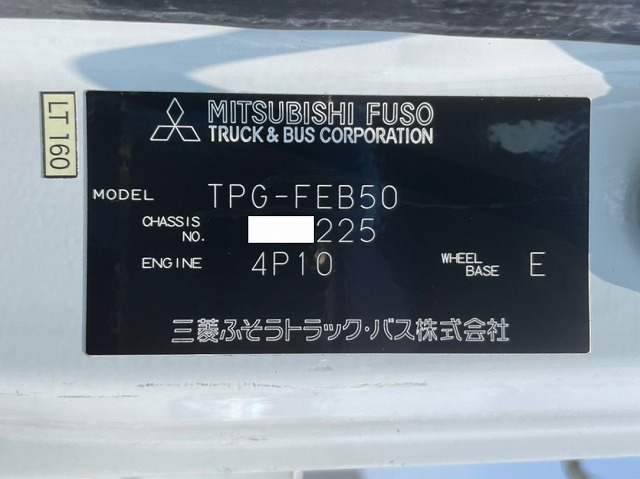 MITSUBISHI FUSO
TRUCK & BUS CORPORATION
LT 160
MODEL TPG-FEB50
CHASSIS NO. 225
ENGINE 4P10 WHEEL BASE E
三菱ふそうトラック・バス株式会社